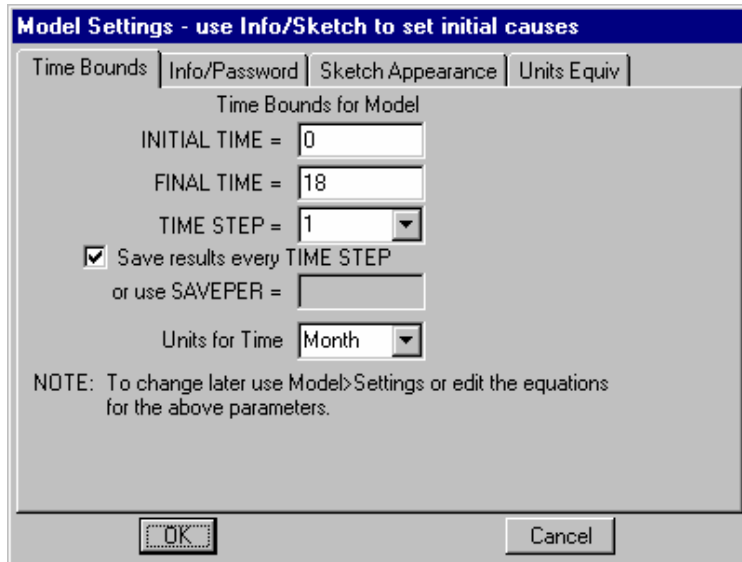 Model Settings - use Info/Sketch to set initial causes
Time Bounds Info/Password Sketch Appearance Units Equiv
Time Bounds for Model
INITIAL TIME = 0
FINAL TIME = 18
TIME STEP = 1
Save results every TIME STEP
or use SAVEPER =
Units for Time Month
NOTE: To change later use Model>Settings or edit the equations
for the above parameters.
OK Cancel